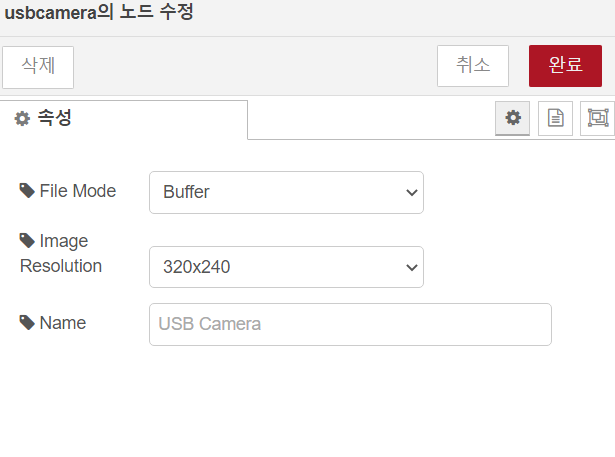 usbcamera의 노드 수정
삭제
취소
완료
속성
File Mode
Buffer
Image
Resolution
320x240
Name
USB Camera